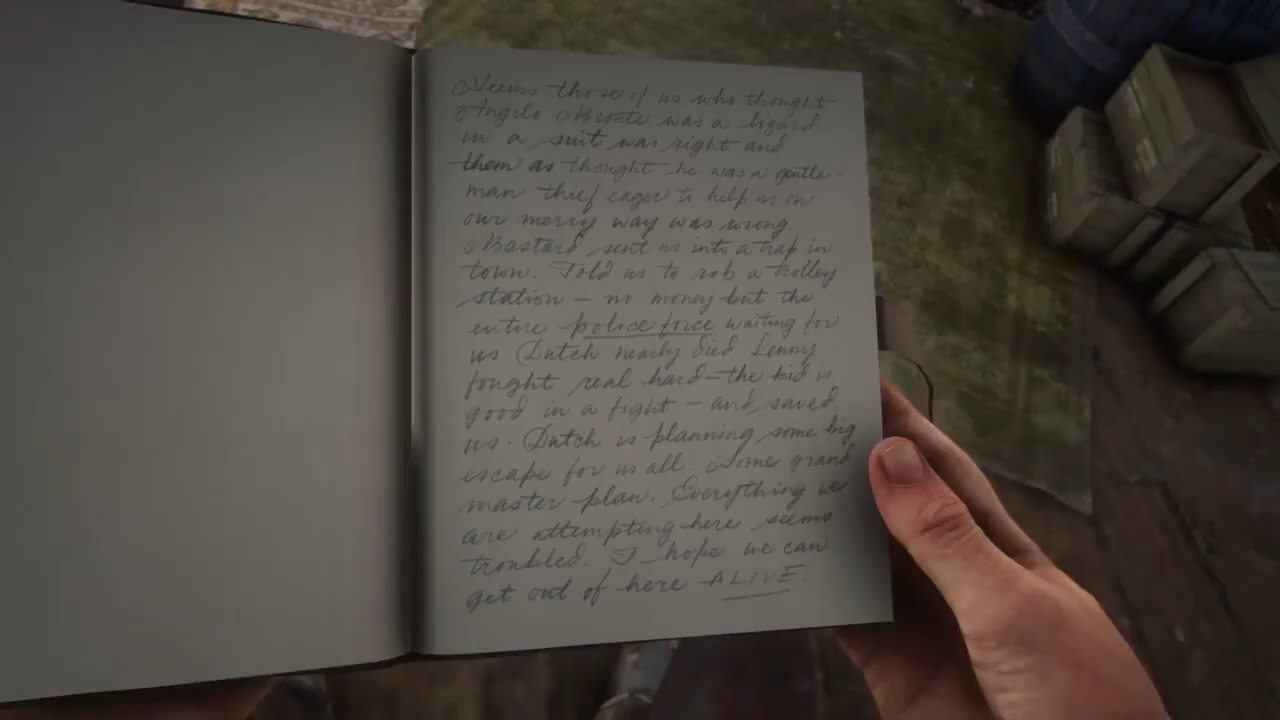 Seems those of us who thought
Angelo Bronte was a lizard
in a suit was right and
them as thought he was a gentle-
man thief eager to help us on
our merry way was wrong.
Bastard sent us into a trap in
town. Told us to rob a trolley
station – no money but the
entire police force waiting for
us Dutch nearly died Lenny
fought real hard – the kid is
good in a fight – and saved
us. Dutch is planning some big
escape for us all. Some grand
master plan. Everything we
are attempting here seems
troubled. I hope we can
get out of here ALIVE.